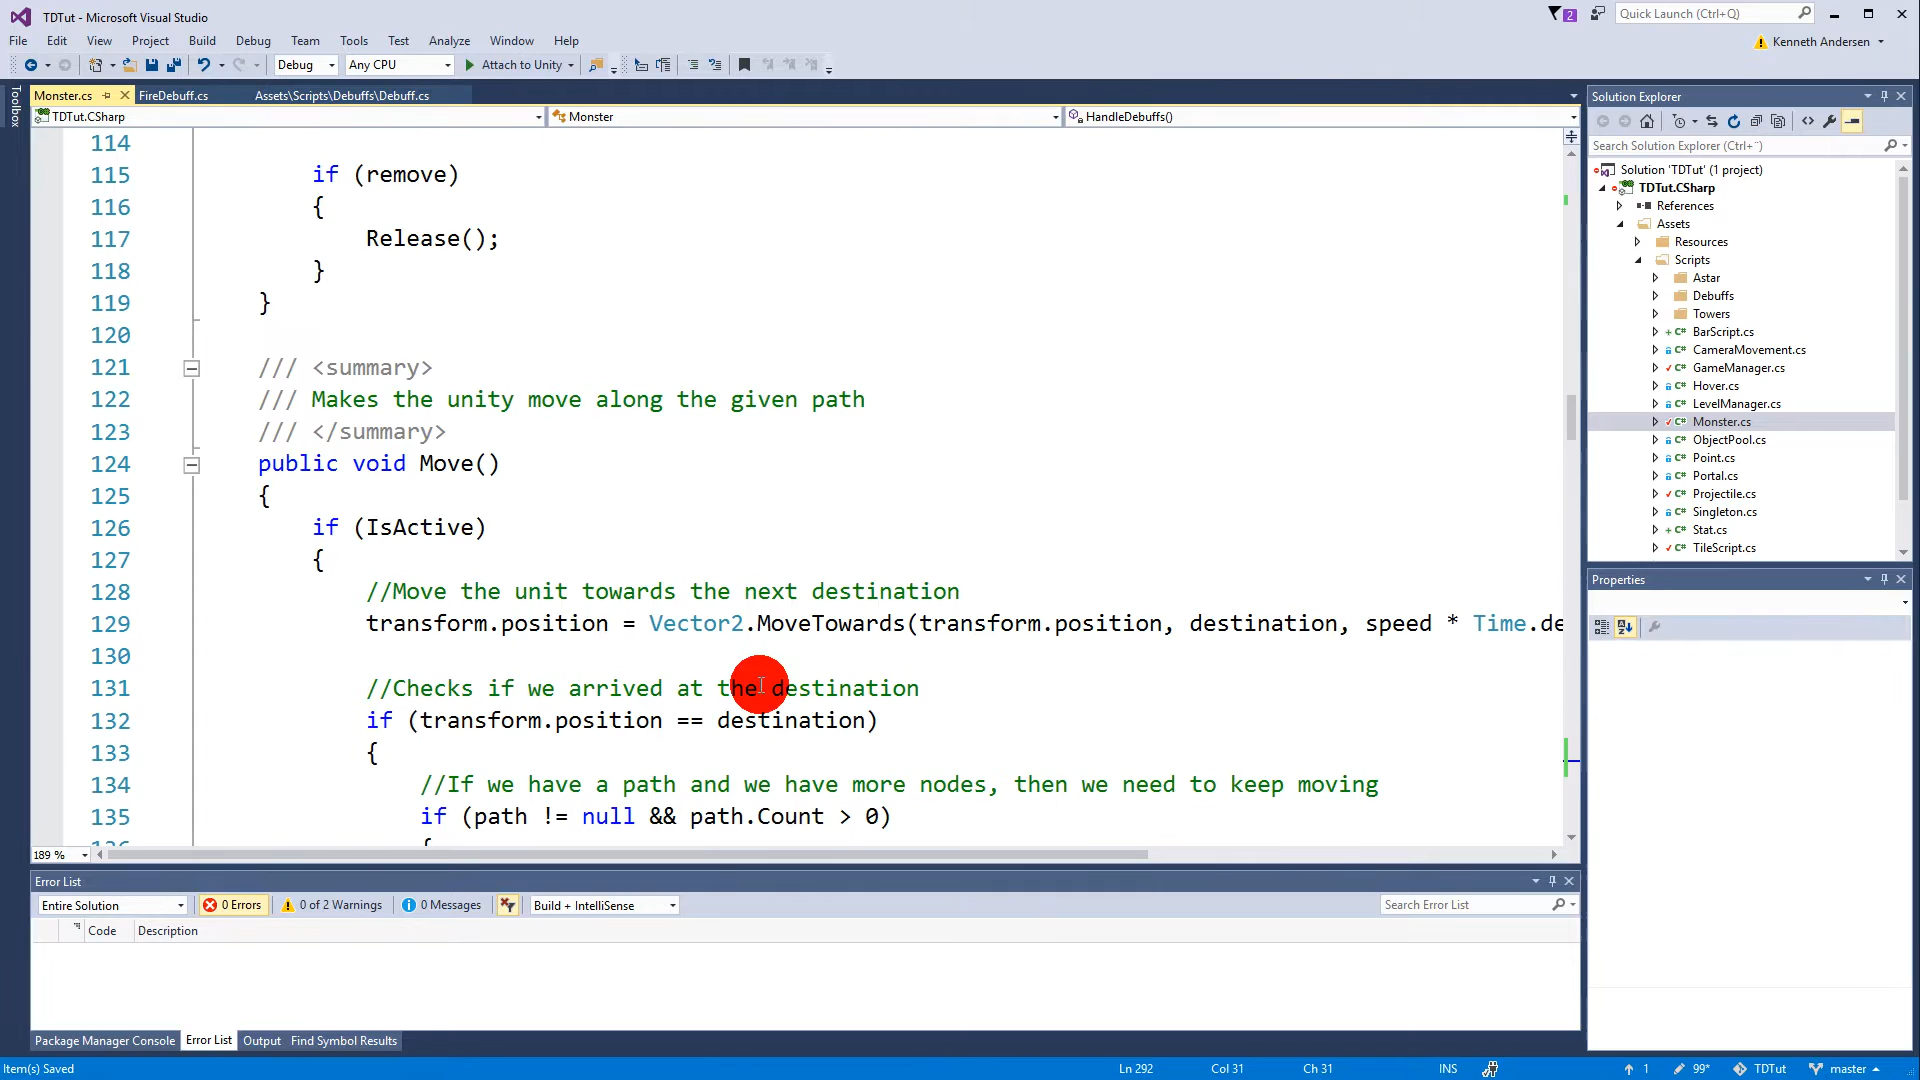 TDTut - Microsoft Visual Studio
2
Quick Launch (Ctrl+Q)
File Edit View Project Build Debug Team Tools Test Analyze Window Help
Kenneth Andersen
Debug Any CPU Attach to Unity
Toolbox
Monster.cs FireDebuff.cs Assets\Scripts\Debuffs\Debuff.cs
TDTut.CSharp Monster HandleDebuffs()
114
115 if (remove)
116 {
117 Release();
118 }
119 }
120
121 /// <summary>
122 /// Makes the unity move along the given path
123 /// </summary>
124 public void Move()
125 {
126 if (IsActive)
127 {
128 //Move the unit towards the next destination
129 transform.position = Vector2.MoveTowards(transform.position, destination, speed * Time.de
130
131 //Checks if we arrived at the destination
132 if (transform.position == destination)
133 {
134 //If we have a path and we have more nodes, then we need to keep moving
135 if (path != null && path.Count > 0)
136 {
189 %
Solution Explorer
Search Solution Explorer (Ctrl+¨)
Solution 'TDTut' (1 project)
TDTut.CSharp
References
Assets
Resources
Scripts
Astar
Debuffs
Towers
BarScript.cs
CameraMovement.cs
GameManager.cs
Hover.cs
LevelManager.cs
Monster.cs
ObjectPool.cs
Point.cs
Portal.cs
Projectile.cs
Singleton.cs
Stat.cs
TileScript.cs
Properties
Error List
Entire Solution 0 Errors 0 of 2 Warnings 0 Messages Build + IntelliSense Search Error List
Code Description
Package Manager Console Error List Output Find Symbol Results
Item(s) Saved Ln 292 Col 31 Ch 31 INS 1 99* TDTut master